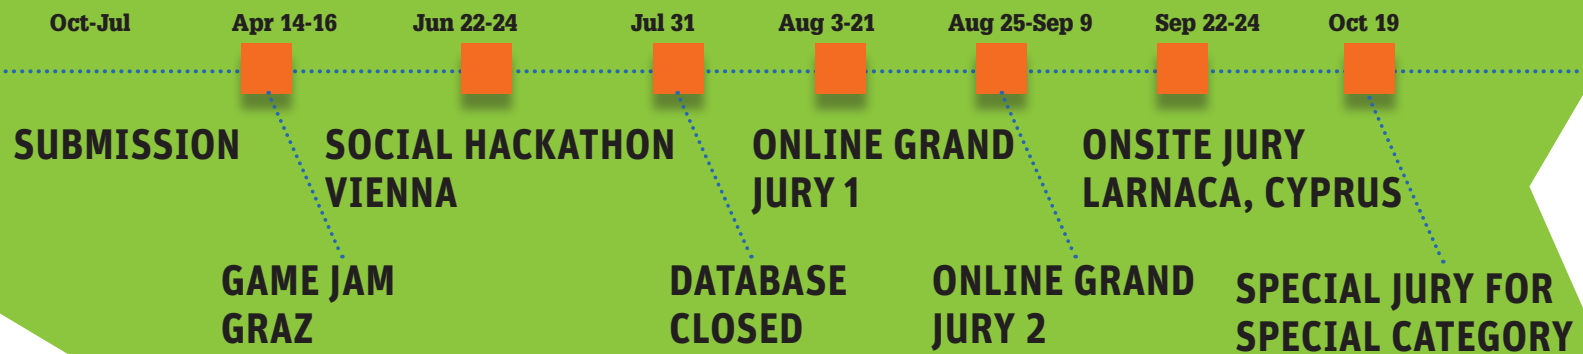 Oct-Jul
Apr 14-16
Jun 22-24
Jul 31
Aug 3-21
Aug 25-Sep 9
Sep 22-24
Oct 19
SUBMISSION
SOCIAL HACKATHON
VIENNA
ONLINE GRAND
JURY 1
ONSITE JURY
LARNACA, CYPRUS
GAME JAM
GRAZ
DATABASE
CLOSED
ONLINE GRAND
JURY 2
SPECIAL JURY FOR
SPECIAL CATEGORY